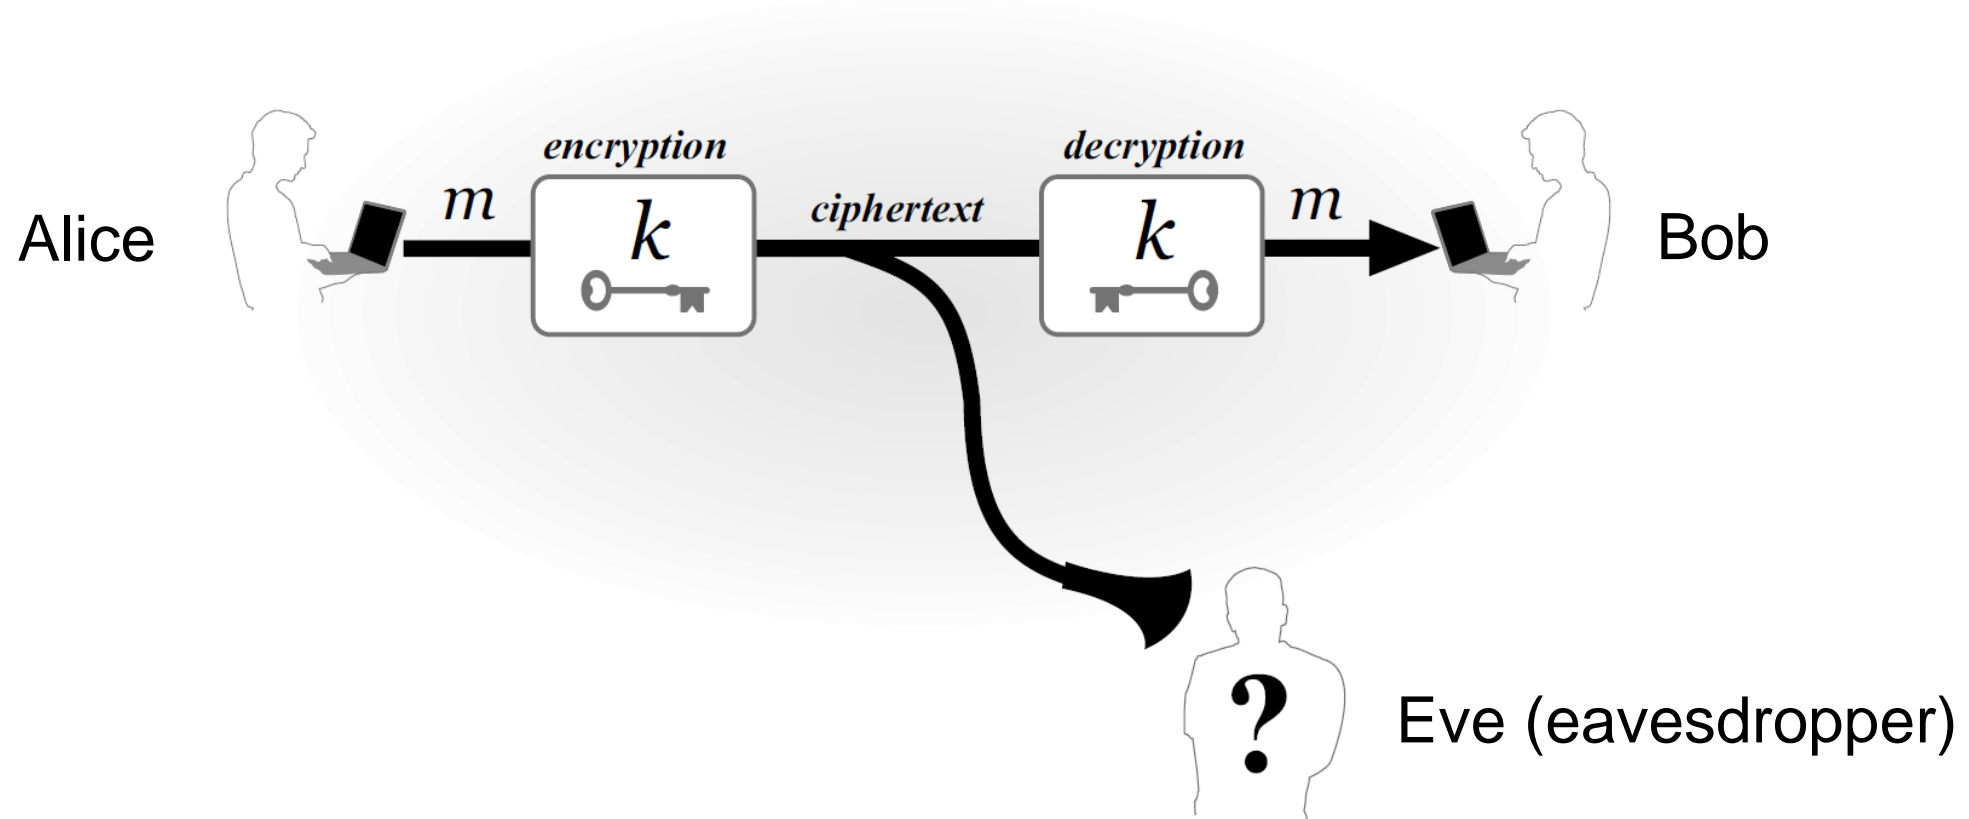 encryption
decryption
m
k
ciphertext
k
m
Alice
Bob
?
Eve (eavesdropper)